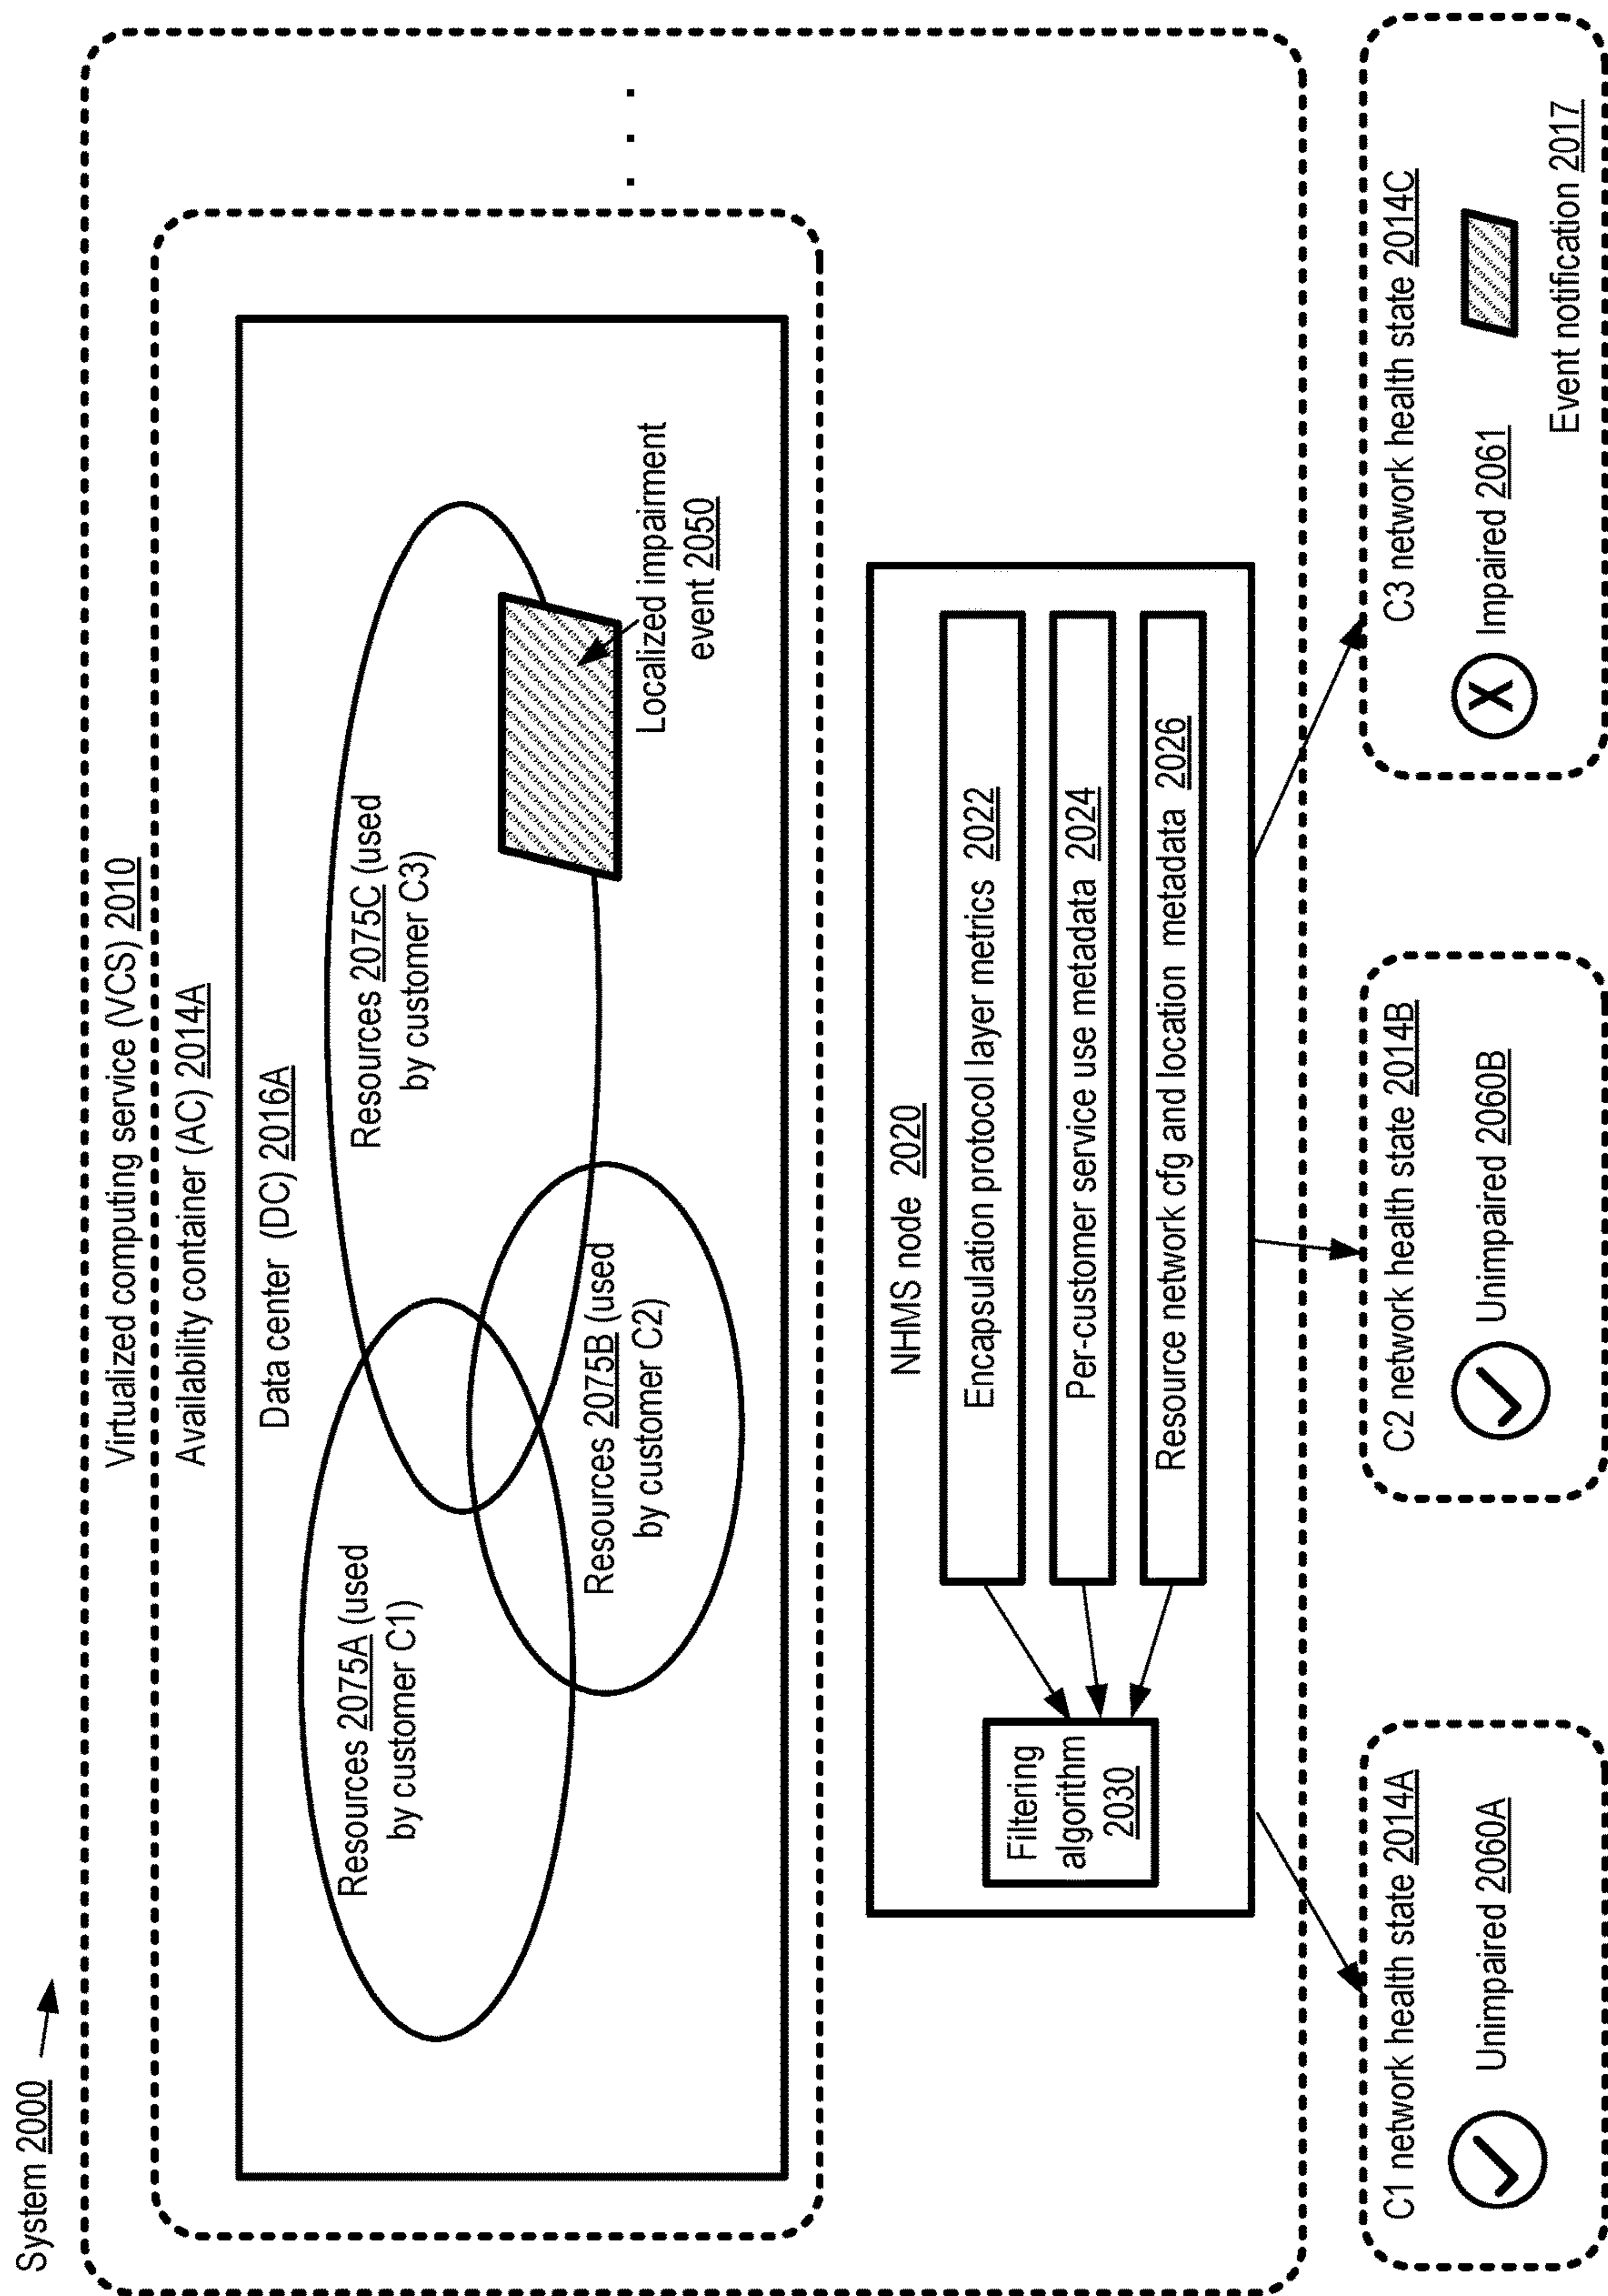 System 2000
Virtualized computing service (VCS) 2010
Availability container (AC) 2014A
Data center (DC) 2016A
Resources 2075A (used
by customer C1)
Resources 2075B (used
by customer C2)
Resources 2075C (used
by customer C3)
Localized impairment
event 2050
. . .
NHMS node 2020
Filtering
algorithm
2030
Encapsulation protocol layer metrics 2022
Per-customer service use metadata 2024
Resource network cfg and location metadata 2026
C1 network health state 2014A
Unimpaired 2060A
C2 network health state 2014B
Unimpaired 2060B
C3 network health state 2014C
X
Impaired 2061
Event notification 2017